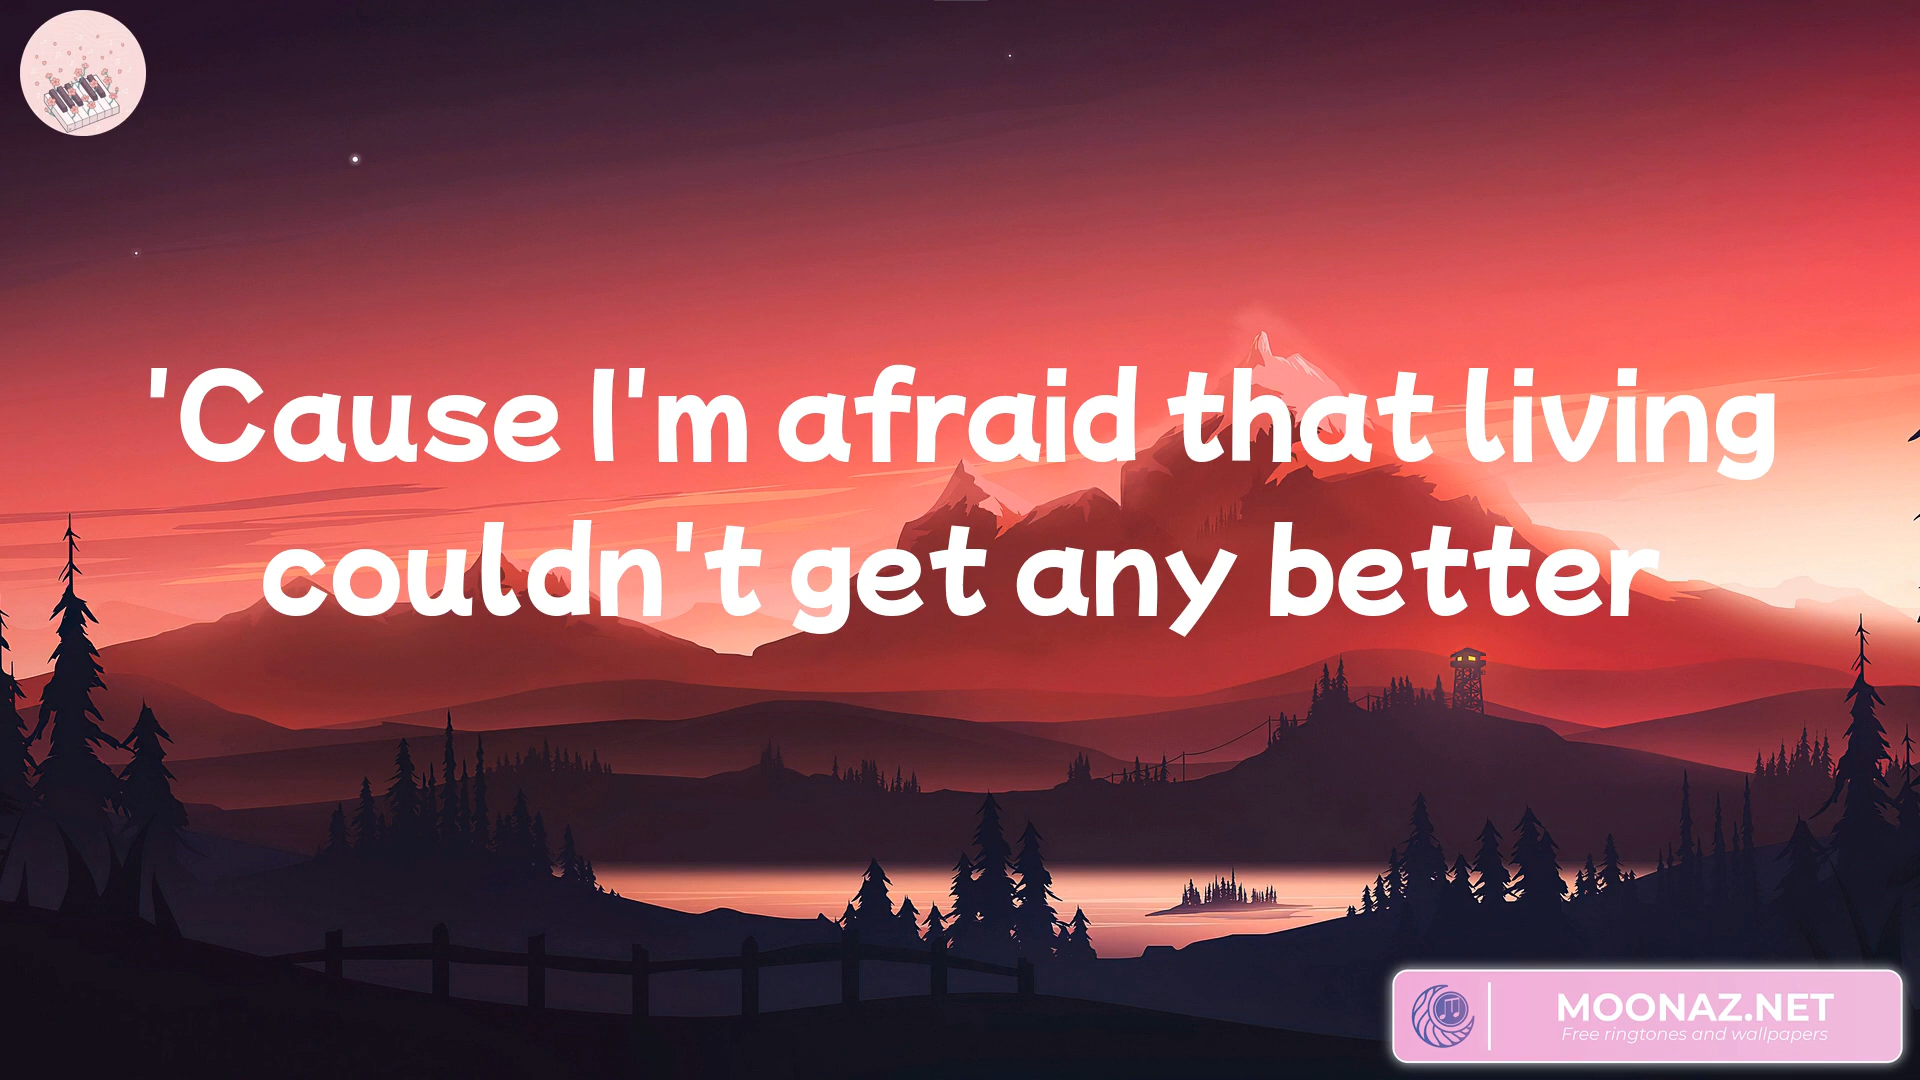 'Cause I'm afraid that living
couldn't get any better
MOONAZ.NET
Free ringtones and wallpapers